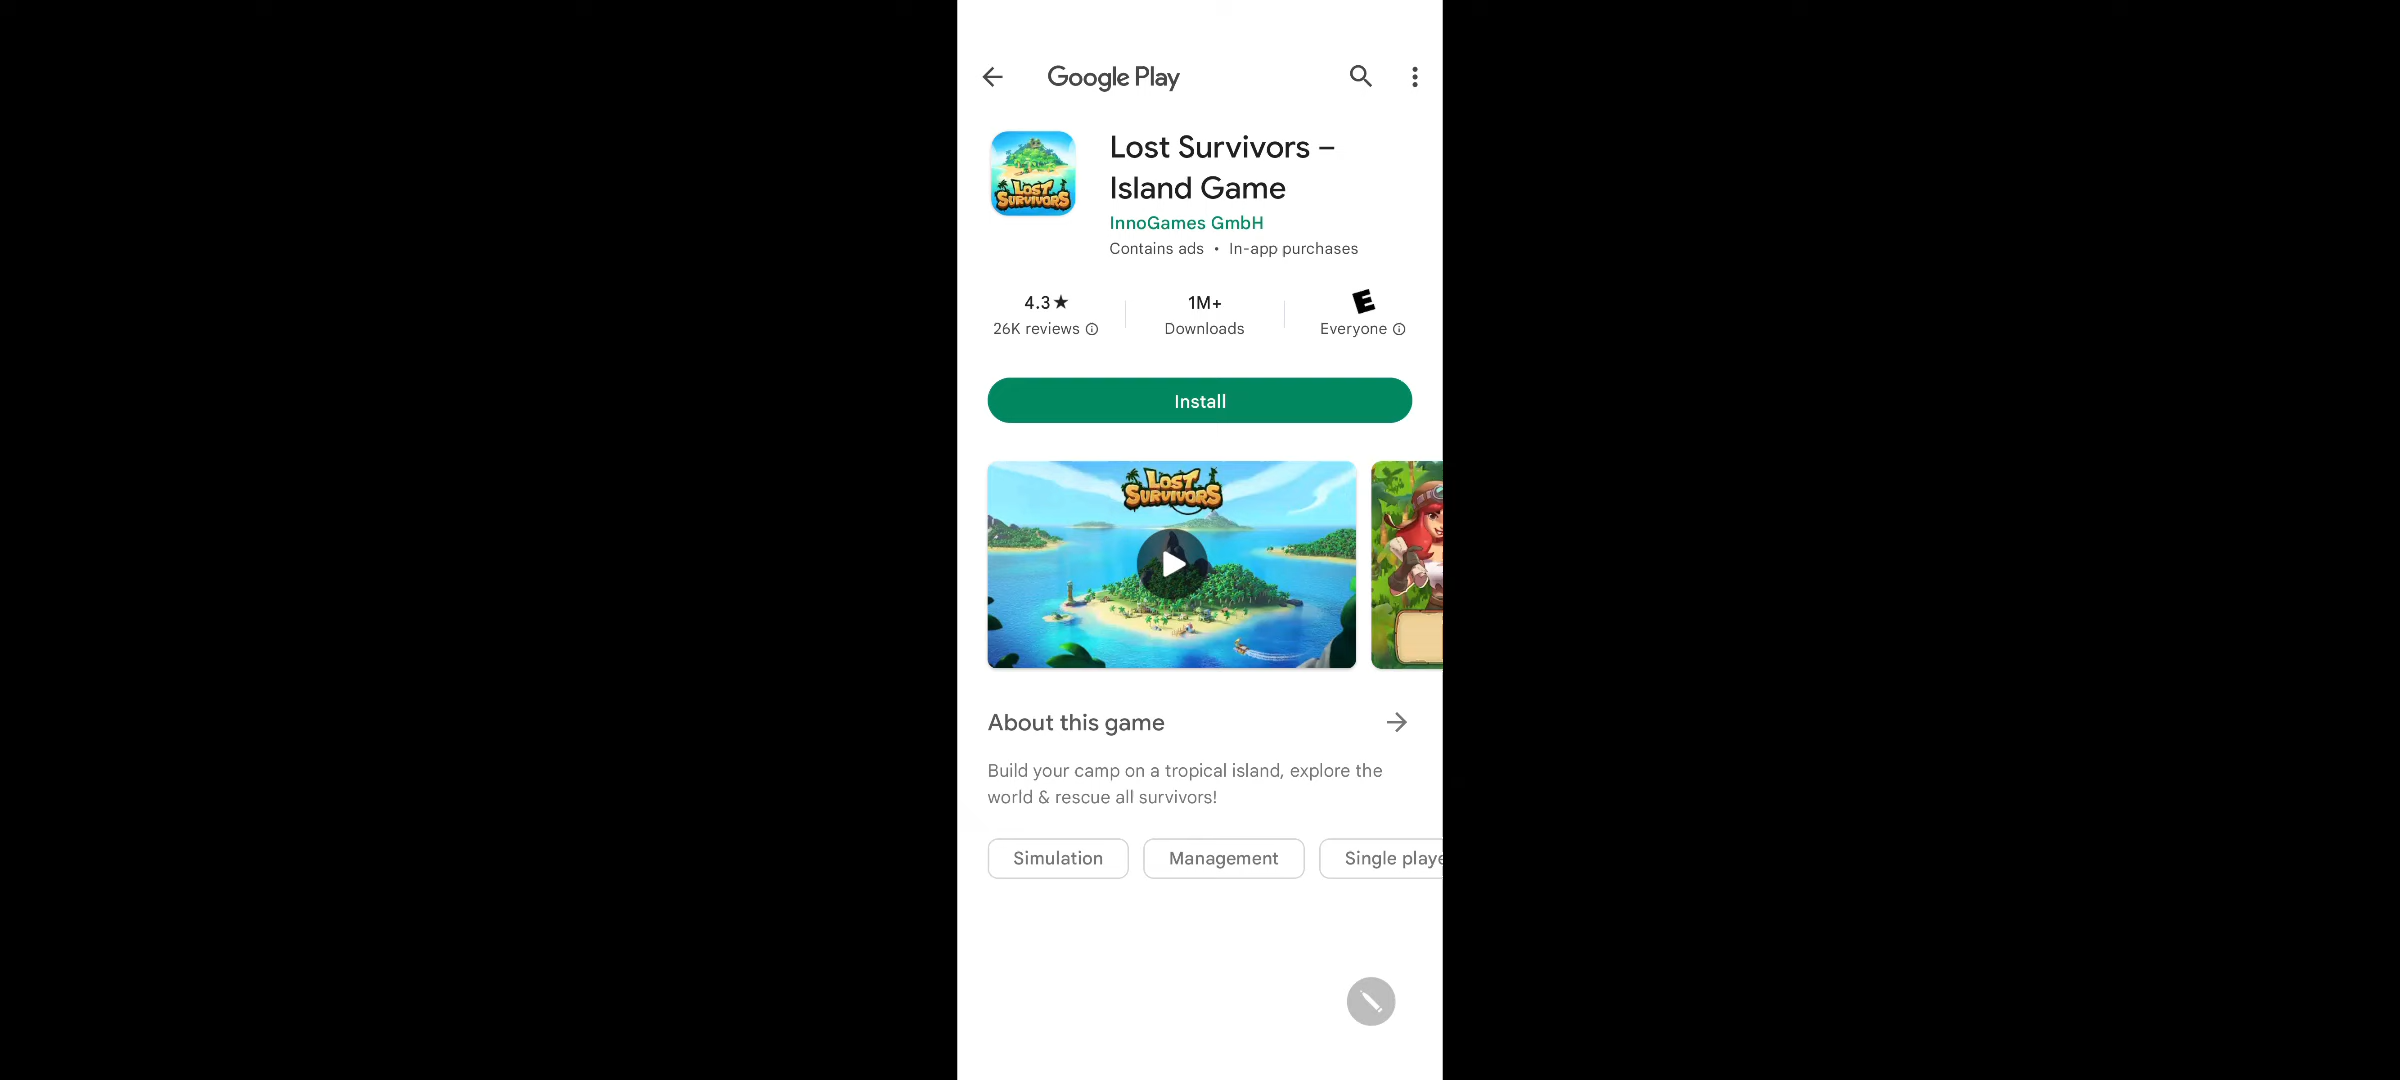 Google Play
LOST
SURVIVORS
Lost Survivors –
Island Game
InnoGames GmbH
Contains ads • In-app purchases
4.3★
26K reviews
1M+
Downloads
E
Everyone
Install
LOST
SURVIVORS
About this game
Build your camp on a tropical island, explore the
world & rescue all survivors!
Simulation
Management
Single playe